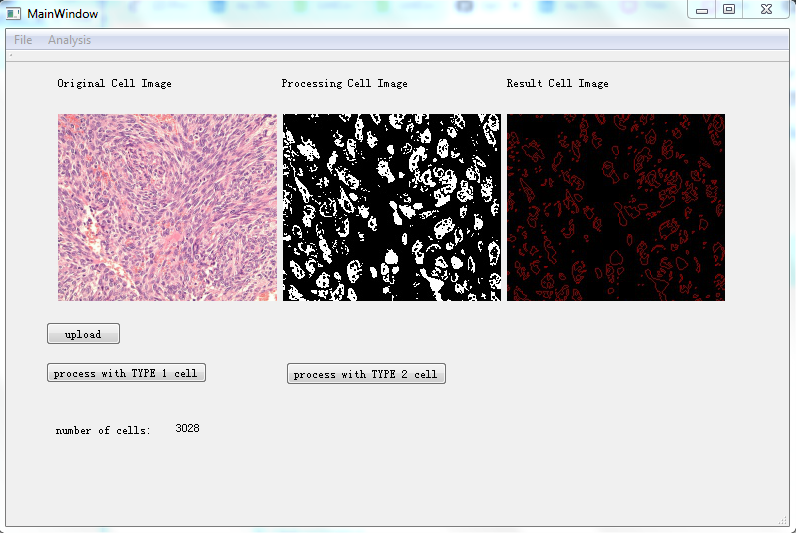 MainWindow
File Analysis
Original Cell Image Processing Cell Image Result Cell Image
upload
process with TYPE 1 cell process with TYPE 2 cell
number of cells: 3028